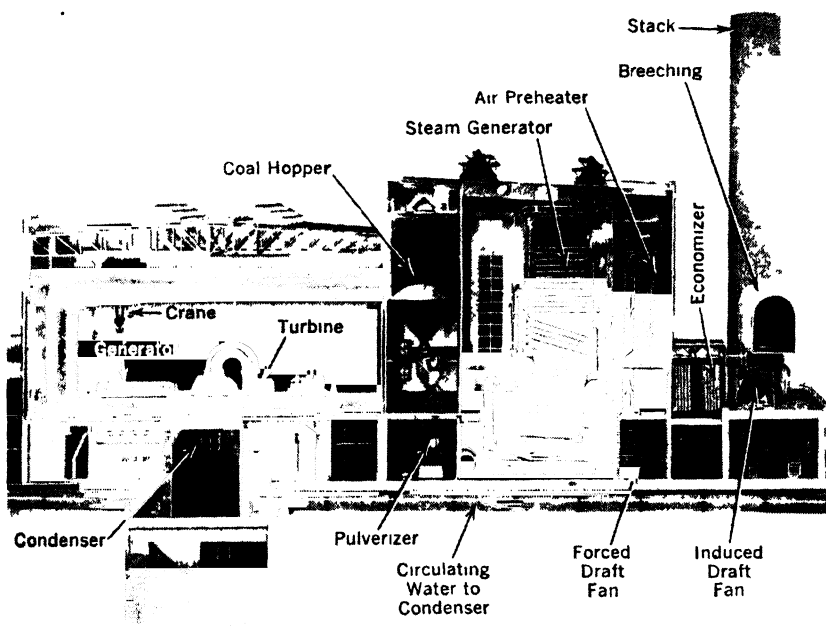 Stack
Breeching
Air Preheater
Steam Generator
Coal Hopper
Economizer
Crane
Turbine
Generato
Condenser
Pulverizer
Circulating
Water to
Condenser
Forced
Draft
Fan
Induced
Draft
Fan